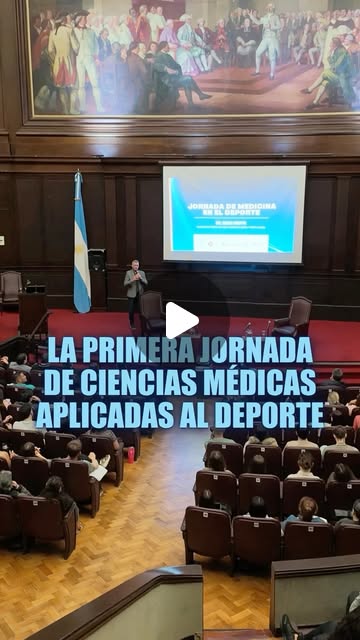 JORNADA DE MEDICINA
EN EL DEPORTE
LA PRIMERA JORNADA
DE CIENCIAS MÉDICAS
APLICADAS AL DEPORTE